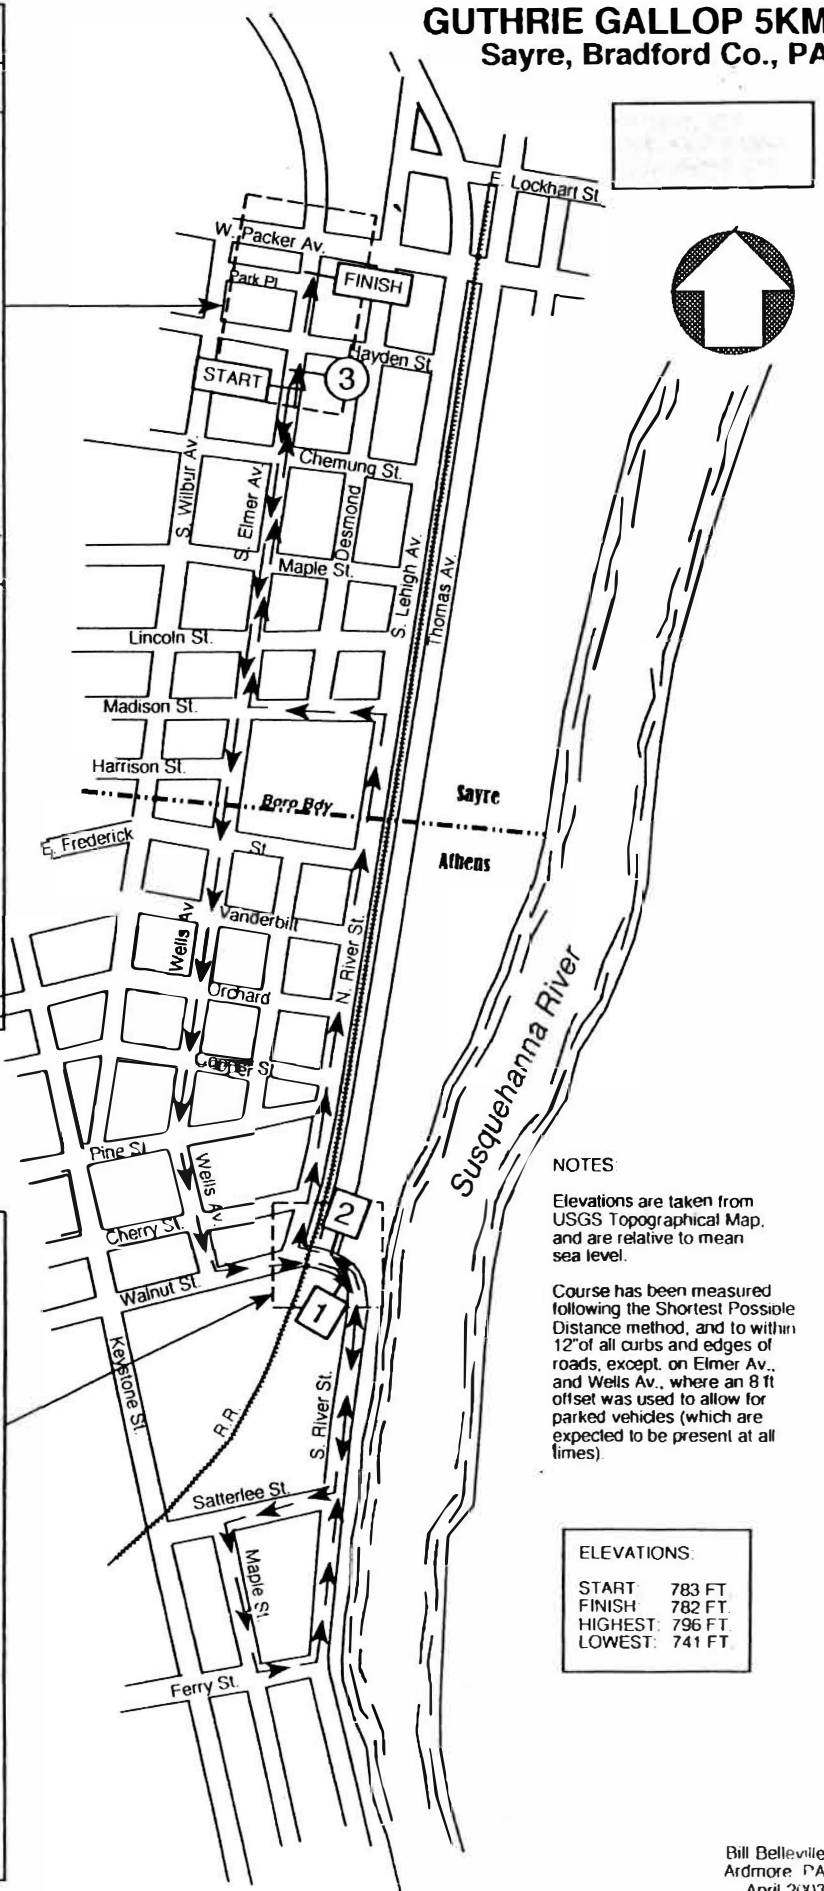 GUTHRIE GALLOP 5KM
Sayre, Bradford Co., PA
E. Lockhart St.
W. Packer Av.
Park Pl.
FINISH
Hayden St.
START
3
Chemung St.
S. Wilbur Av.
S. Elmer Av.
Desmond
Maple St.
S. Lehigh Av.
Thomas Av.
Lincoln St.
Madison St.
Harrison St.
Boro Bdy
Sayre
E. Frederick
St.
Athens
Vanderbilt
Wells Av
N. River St.
Orchard
Susquehanna River
Pine St.
Wells Av.
2
Cherry St.
Walnut St.
1
Keystone St.
R.R.
S. River St.
Satterlee St.
Maple St.
Ferry St.
NOTES:
Elevations are taken from
USGS Topographical Map,
and are relative to mean
sea level.
Course has been measured
following the Shortest Possible
Distance method, and to within
12"of all curbs and edges of
roads, except. on Elmer Av.,
and Wells Av., where an 8 ft
offset was used to allow for
parked vehicles (which are
expected to be present at all
times).
ELEVATIONS:
START: 783 FT.
FINISH: 782 FT.
HIGHEST: 796 FT.
LOWEST: 741 FT.
Bill Belleville
Ardmore, PA
April 2003